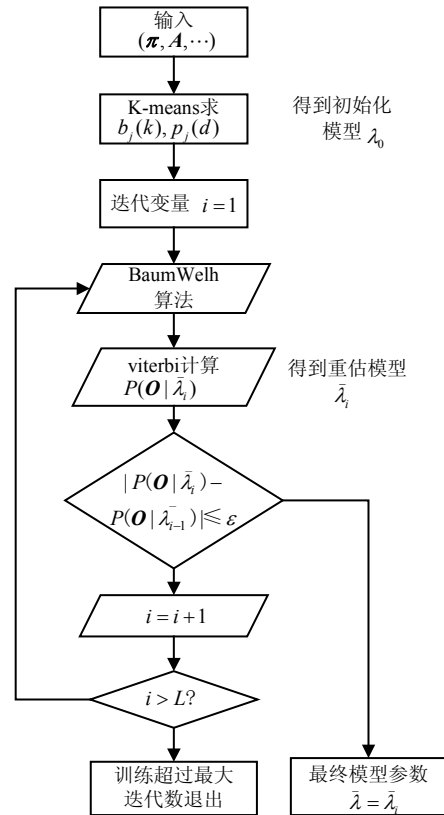 输入
(π, A,⋯)
K-means求
b_j(k), p_j(d)
得到初始化
模型 λ_0
迭代变量 i=1
BaumWelh
算法
viterbi计算
P(O | λ̄_i)
得到重估模型
λ̄_i
| P(O | λ̄_i)−
P(O | λ̄_{i−1})|≤ ε
i=i+1
i>L?
训练超过最大
迭代数退出
最终模型参数
λ̄=λ̄_i